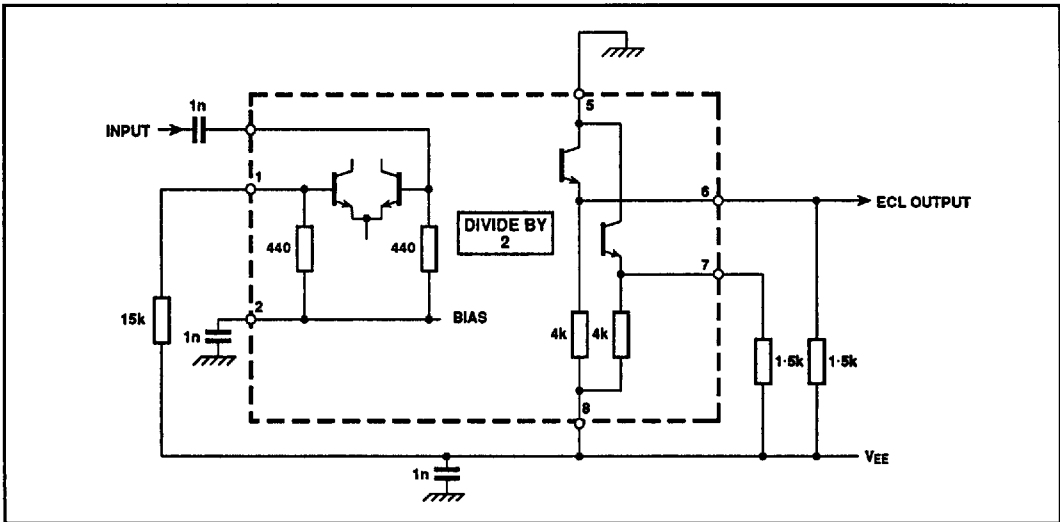 5
1n
INPUT
1
6
ECL OUTPUT
DIVIDE BY
2
440
440
7
2
BIAS
15k
1n
4k
4k
1·5k
1·5k
8
VEE
1n